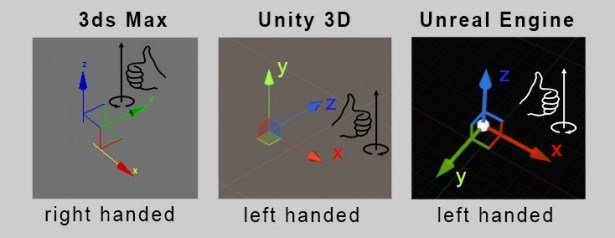 3ds Max
Unity 3D
Unreal Engine
z
y
x
y
z
x
z
x
y
right handed
left handed
left handed